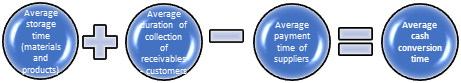 Average
storage
time
(materials
and
products)
Average
duration of
collection
of
receivables
- customers
Average
payment
time of
suppliers
Average
cash
conversion
time